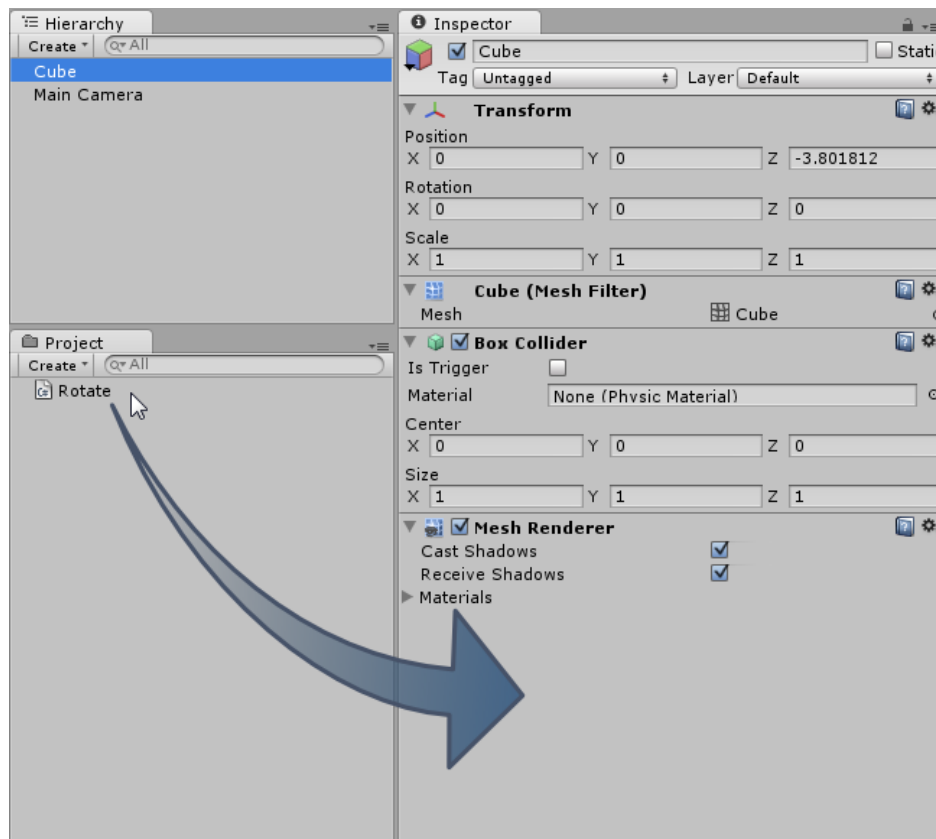 Hierarchy
Create All
Cube
Main Camera
Project
Create All
C# Rotate
Inspector
Cube Stati
Tag Untagged Layer Default
Transform
Position
X 0 Y 0 Z -3.801812
Rotation
X 0 Y 0 Z 0
Scale
X 1 Y 1 Z 1
Cube (Mesh Filter)
Mesh Cube
Box Collider
Is Trigger
Material None (Physic Material)
Center
X 0 Y 0 Z 0
Size
X 1 Y 1 Z 1
Mesh Renderer
Cast Shadows
Receive Shadows
Materials